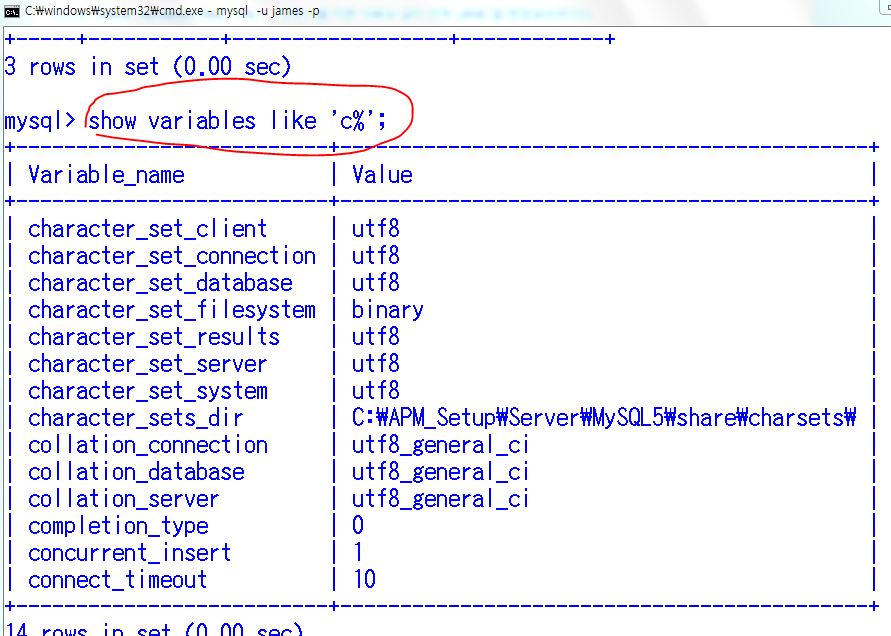 C:₩windows₩system32₩cmd.exe - mysql -u james -p
+------+------------+-------------------+------------+
3 rows in set (0.00 sec)
mysql> show variables like 'c%';
+--------------------------+--------------------------------------------+
| Variable_name | Value |
+--------------------------+--------------------------------------------+
| character_set_client | utf8
| character_set_connection | utf8
| character_set_database | utf8
| character_set_filesystem | binary
| character_set_results | utf8
| character_set_server | utf8
| character_set_system | utf8
| character_sets_dir | C:₩APM_Setup₩Server₩MySQL5₩share₩charsets₩ |
| collation_connection | utf8_general_ci |
| collation_database | utf8_general_ci |
| collation_server | utf8_general_ci |
| completion_type | 0 |
| concurrent_insert | 1 |
| connect_timeout | 10 |
+--------------------------+--------------------------------------------+
14 rows in set (0.00 sec)